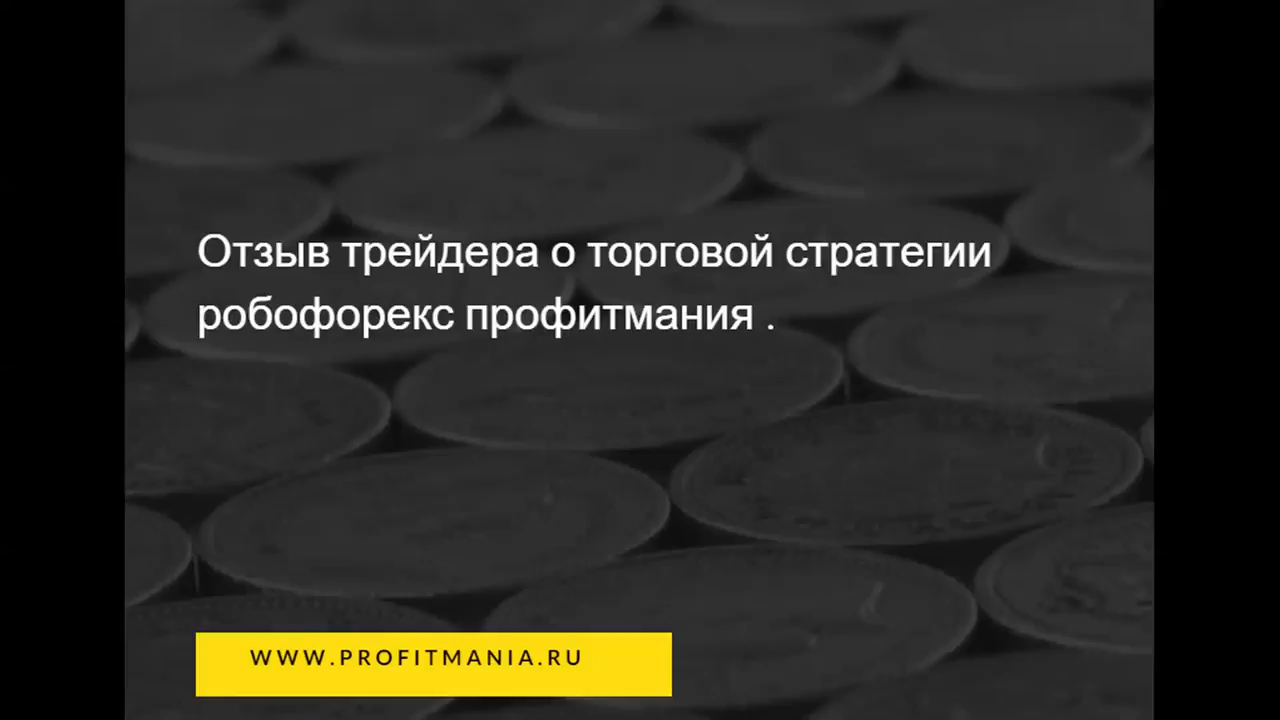 Отзыв трейдера о торговой стратегии
робофорекс профитмания .
WWW.PROFITMANIA.RU